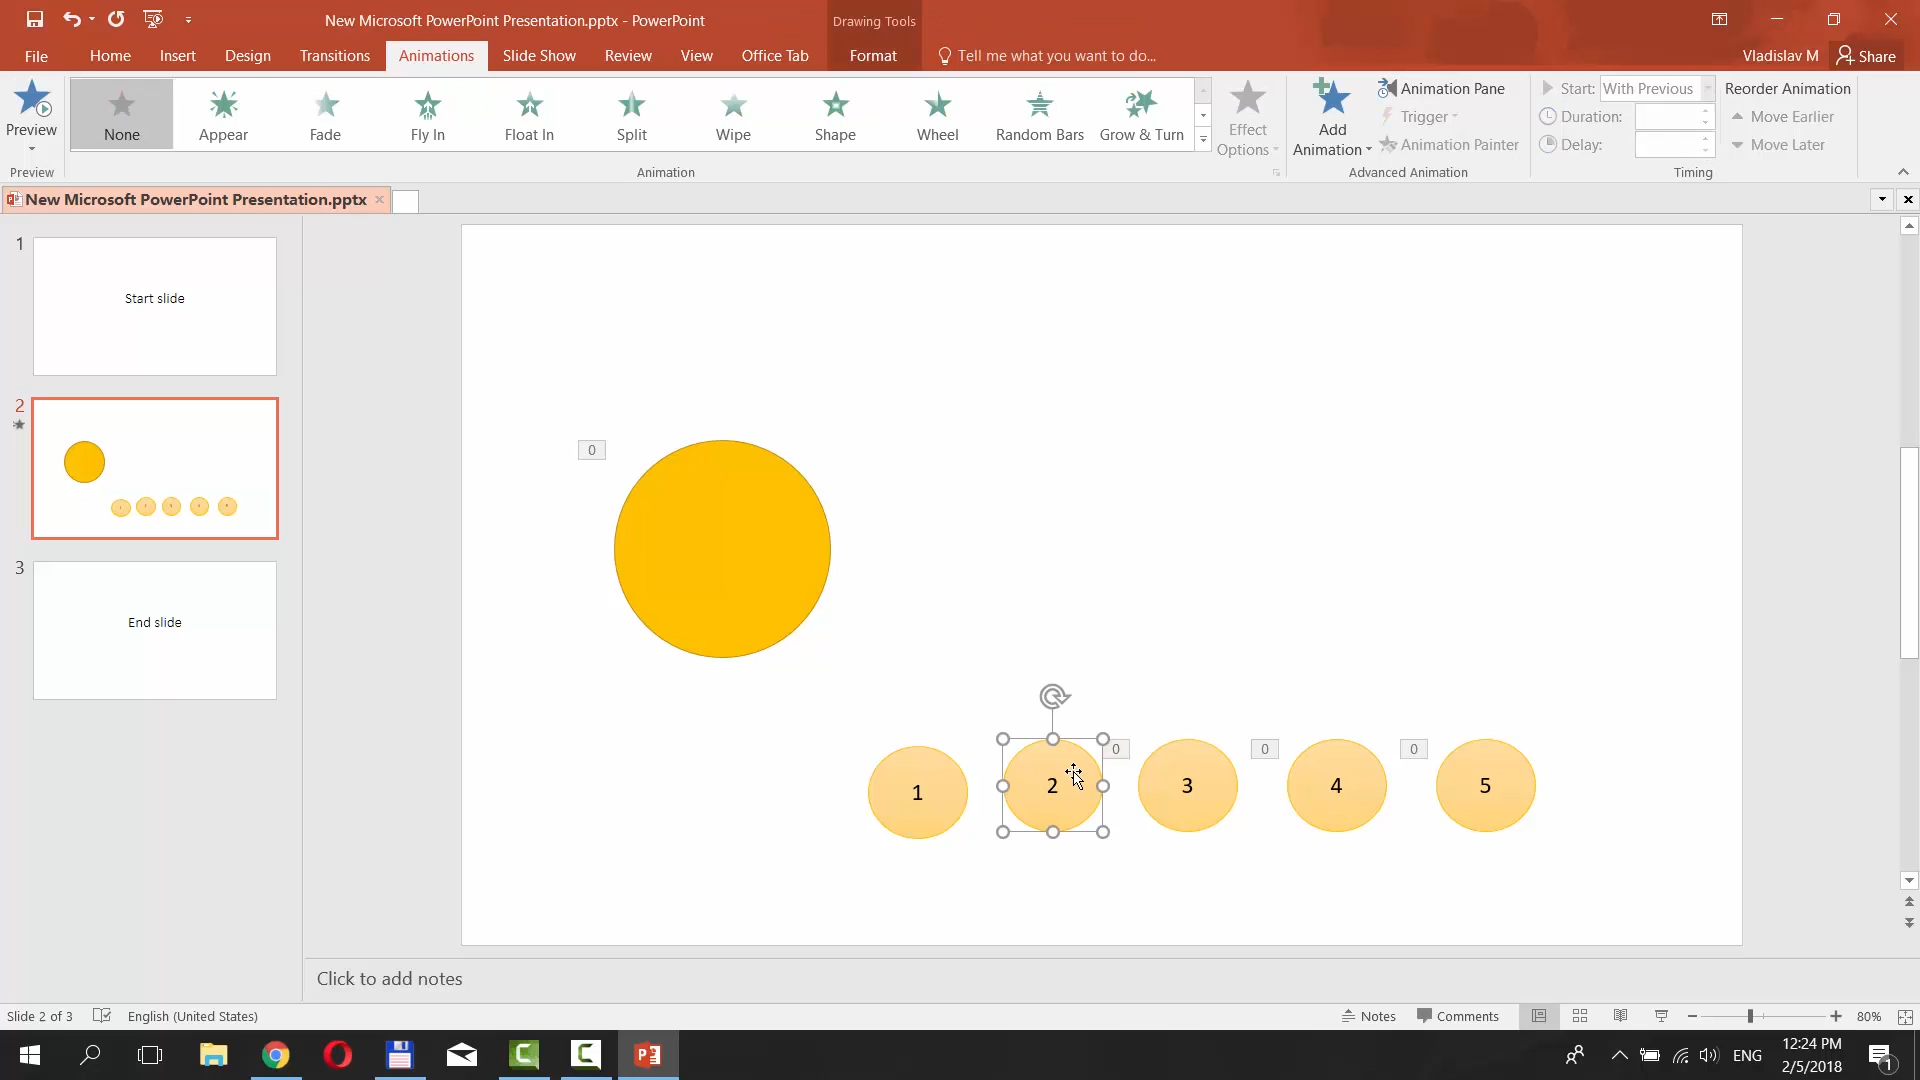 New Microsoft PowerPoint Presentation.pptx - PowerPoint
Drawing Tools
File Home Insert Design Transitions Animations Slide Show Review View Office Tab Format Tell me what you want to do... Vladislav M Share
Preview
None Appear Fade Fly In Float In Split Wipe Shape Wheel Random Bars Grow & Turn
Effect Options
Add Animation
Animation Pane
Trigger
Animation Painter
Start: With Previous
Duration:
Delay:
Reorder Animation
Move Earlier
Move Later
Preview Animation Advanced Animation Timing
New Microsoft PowerPoint Presentation.pptx
1
Start slide
2
3
End slide
0
0 0 0
1 2 3 4 5
Click to add notes
Slide 2 of 3 English (United States) Notes Comments 80%
ENG
12:24 PM
2/5/2018
1